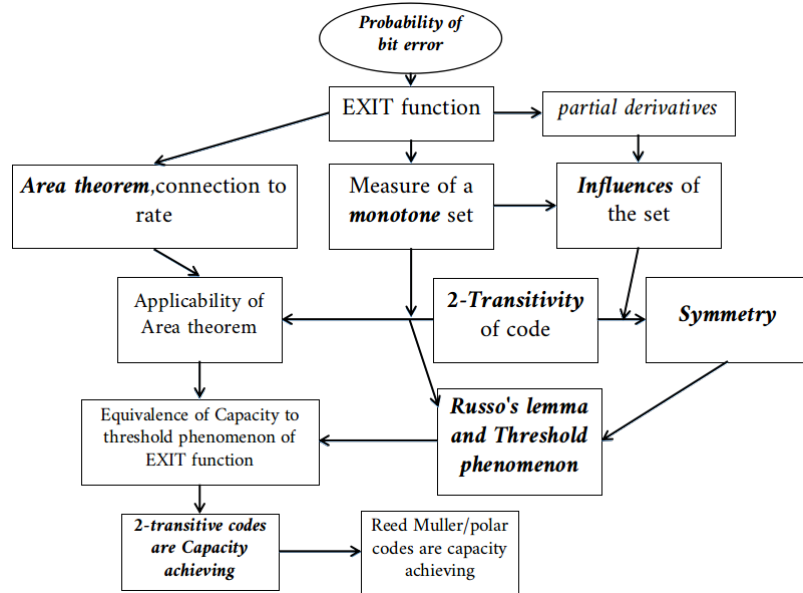 Probability of
bit error
EXIT function
partial derivatives
Area theorem,connection to
rate
Measure of a
monotone set
Influences of
the set
Applicability of
Area theorem
2-Transitivity
of code
Symmetry
Equivalence of Capacity to
threshold phenomenon of
EXIT function
Russo's lemma
and Threshold
phenomenon
2-transitive codes
are Capacity
achieving
Reed Muller/polar
codes are capacity
achieving